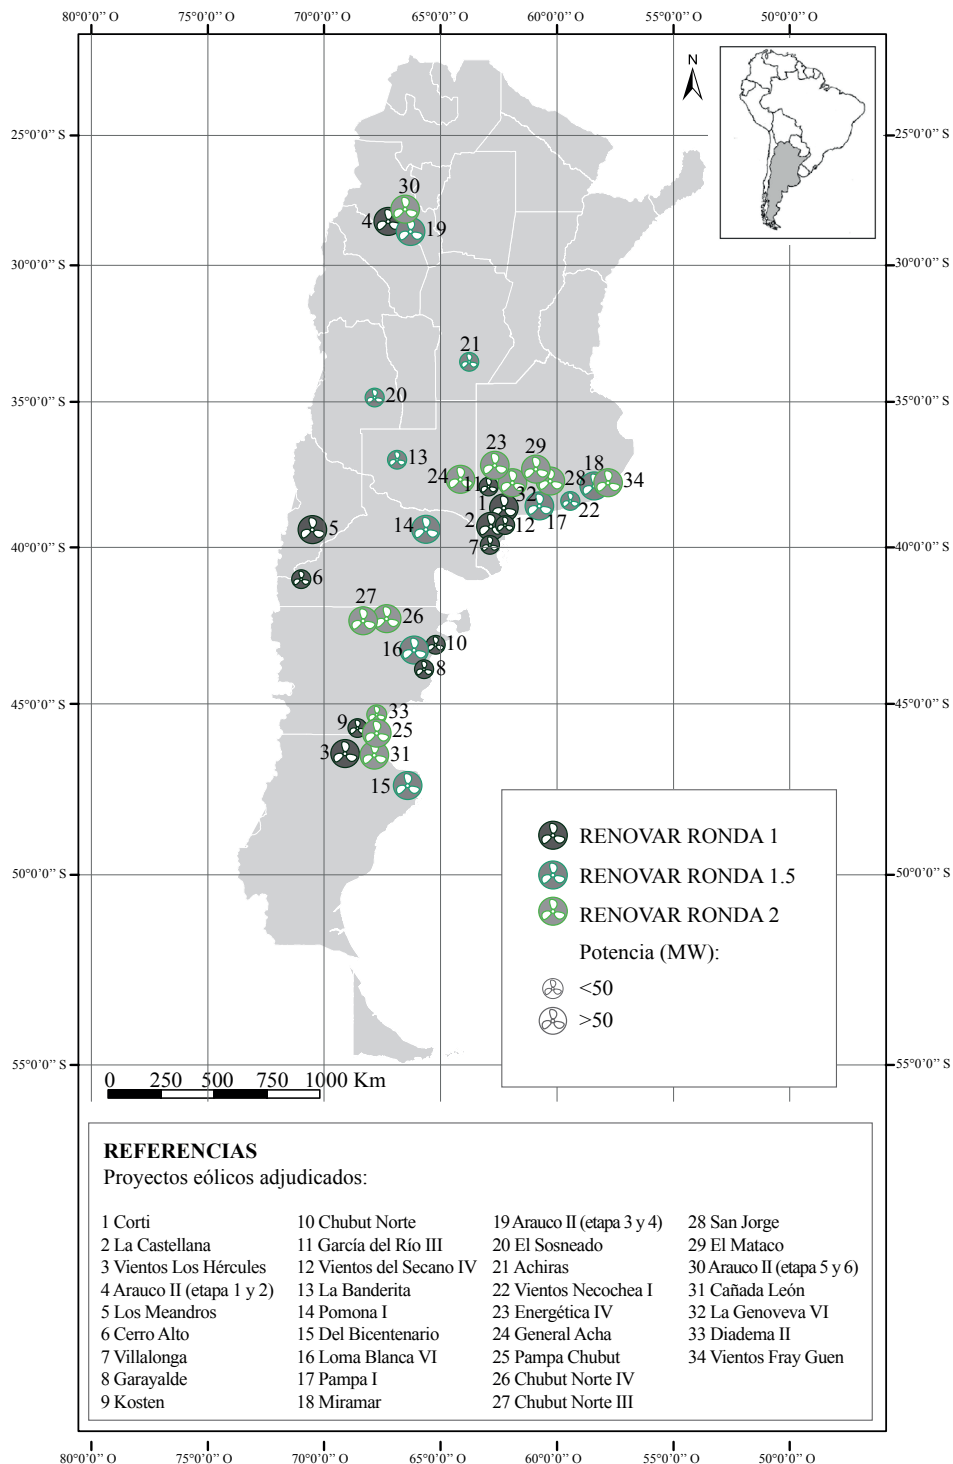 80°0'0'' O 75°0'0'' O 70°0'0'' O 65°0'0'' O 60°0'0'' O 55°0'0'' O 50°0'0'' O
N
25°0'0'' S 25°0'0'' S
30
4
19
30°0'0'' S 30°0'0'' S
21
20
35°0'0'' S 35°0'0'' S
13
23
29
24
11
28
18
34
32
1
22
5
14
2
12
17
7
40°0'0'' S 40°0'0'' S
6
27
26
16
10
8
45°0'0'' S 45°0'0'' S
33
9
25
3
31
15
RENOVAR RONDA 1
RENOVAR RONDA 1.5
RENOVAR RONDA 2
Potencia (MW):
<50
>50
50°0'0'' S 50°0'0'' S
55°0'0'' S 55°0'0'' S
0 250 500 750 1000 Km
REFERENCIAS
Proyectos eólicos adjudicados:
1 Corti
2 La Castellana
3 Vientos Los Hércules
4 Arauco II (etapa 1 y 2)
5 Los Meandros
6 Cerro Alto
7 Villalonga
8 Garayalde
9 Kosten
10 Chubut Norte
11 García del Río III
12 Vientos del Secano IV
13 La Banderita
14 Pomona I
15 Del Bicentenario
16 Loma Blanca VI
17 Pampa I
18 Miramar
19 Arauco II (etapa 3 y 4)
20 El Sosneado
21 Achiras
22 Vientos Necochea I
23 Energética IV
24 General Acha
25 Pampa Chubut
26 Chubut Norte IV
27 Chubut Norte III
28 San Jorge
29 El Mataco
30 Arauco II (etapa 5 y 6)
31 Cañada León
32 La Genoveva VI
33 Diadema II
34 Vientos Fray Guen
80°0'0'' O 75°0'0'' O 70°0'0'' O 65°0'0'' O 60°0'0'' O 55°0'0'' O 50°0'0'' O